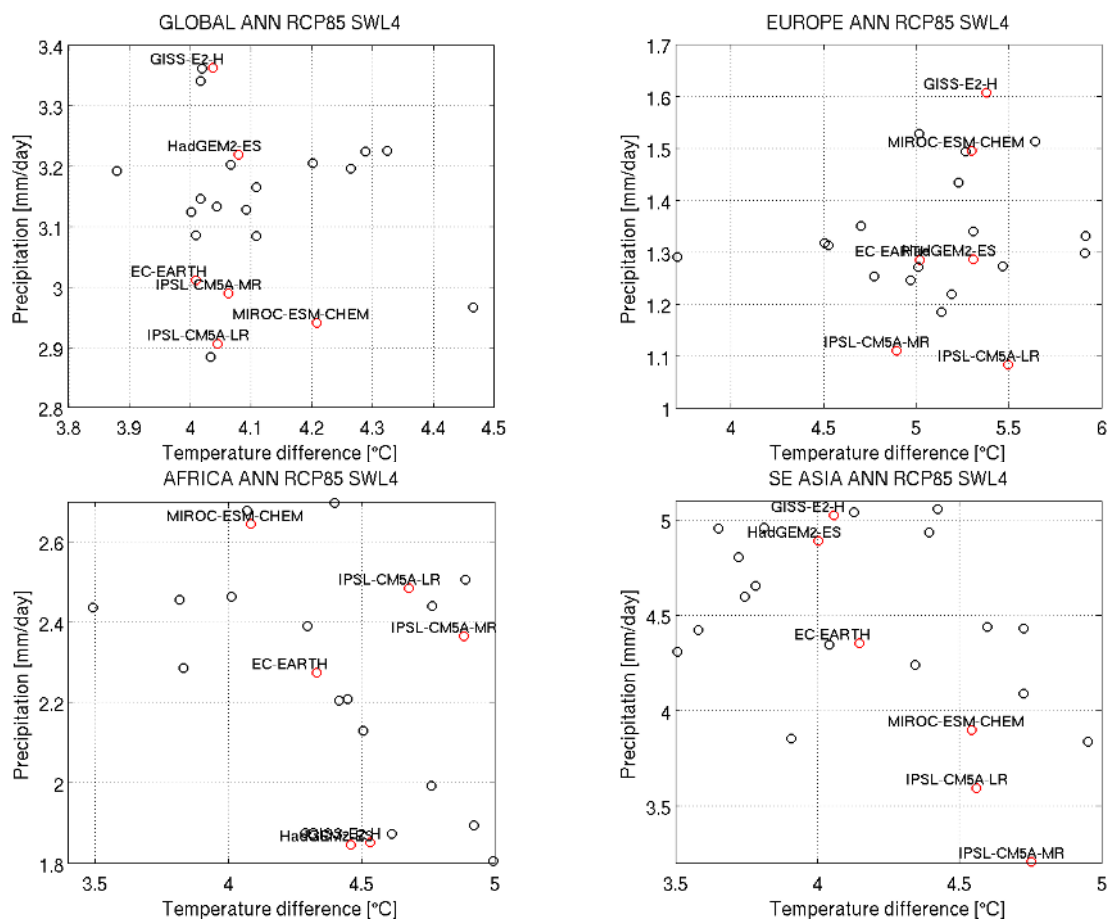 GLOBAL ANN RCP85 SWL4
3.4
3.3
3.2
3.1
3
2.9
2.8
Precipitation [mm/day]
GISS-E2-H
HadGEM2-ES
EC-EARTH
IPSL-CM5A-MR
MIROC-ESM-CHEM
IPSL-CM5A-LR
3.8 3.9 4 4.1 4.2 4.3 4.4 4.5
Temperature difference [°C]
EUROPE ANN RCP85 SWL4
1.7
1.6
1.5
1.4
1.3
1.2
1.1
1
Precipitation [mm/day]
GISS-E2-H
MIROC-ESM-CHEM
EC-EARTH
HadGEM2-ES
IPSL-CM5A-MR
IPSL-CM5A-LR
4 4.5 5 5.5 6
Temperature difference [°C]
AFRICA ANN RCP85 SWL4
2.6
2.4
2.2
2
1.8
Precipitation [mm/day]
MIROC-ESM-CHEM
IPSL-CM5A-LR
IPSL-CM5A-MR
EC-EARTH
HadGEM2-ES
GISS-E2-H
3.5 4 4.5 5
Temperature difference [°C]
SE ASIA ANN RCP85 SWL4
5
4.5
4
3.5
Precipitation [mm/day]
GISS-E2-H
HadGEM2-ES
EC-EARTH
MIROC-ESM-CHEM
IPSL-CM5A-LR
IPSL-CM5A-MR
3.5 4 4.5 5
Temperature difference [°C]